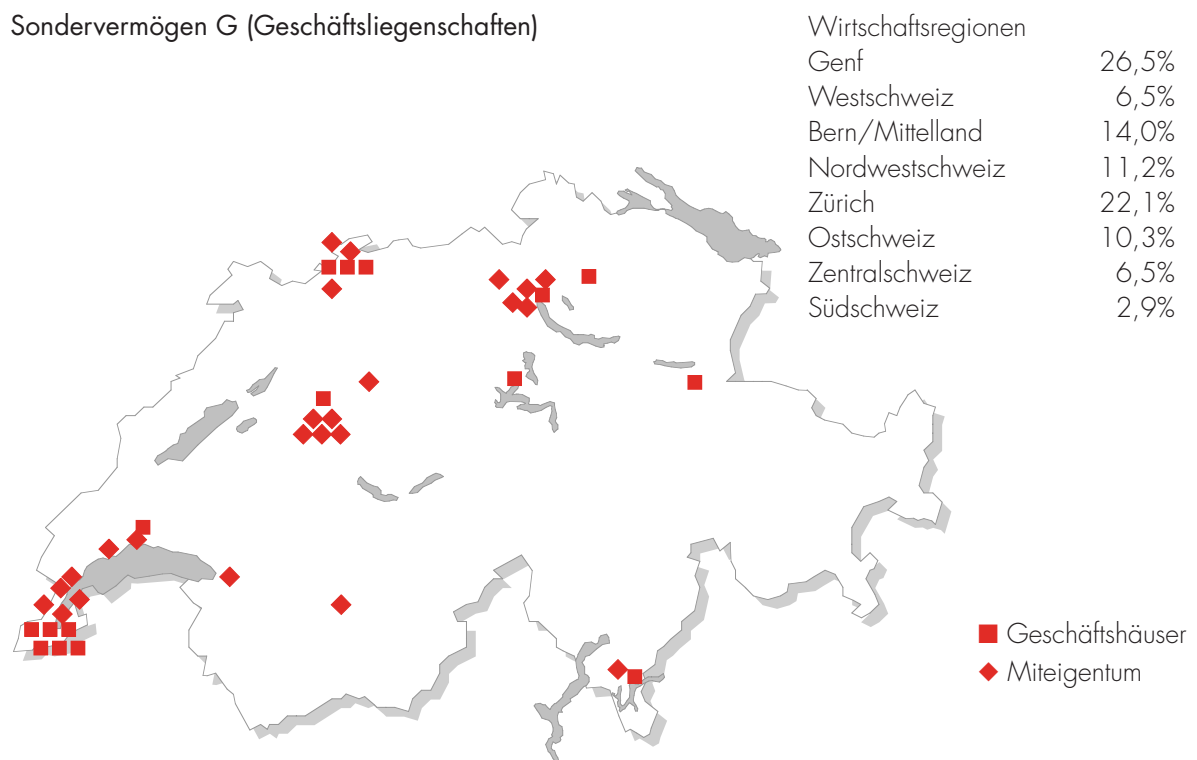 Sondervermögen G (Geschäftsliegenschaften)
Wirtschaftsregionen
Genf 26,5%
Westschweiz 6,5%
Bern/Mittelland 14,0%
Nordwestschweiz 11,2%
Zürich 22,1%
Ostschweiz 10,3%
Zentralschweiz 6,5%
Südschweiz 2,9%
Geschäftshäuser
Miteigentum